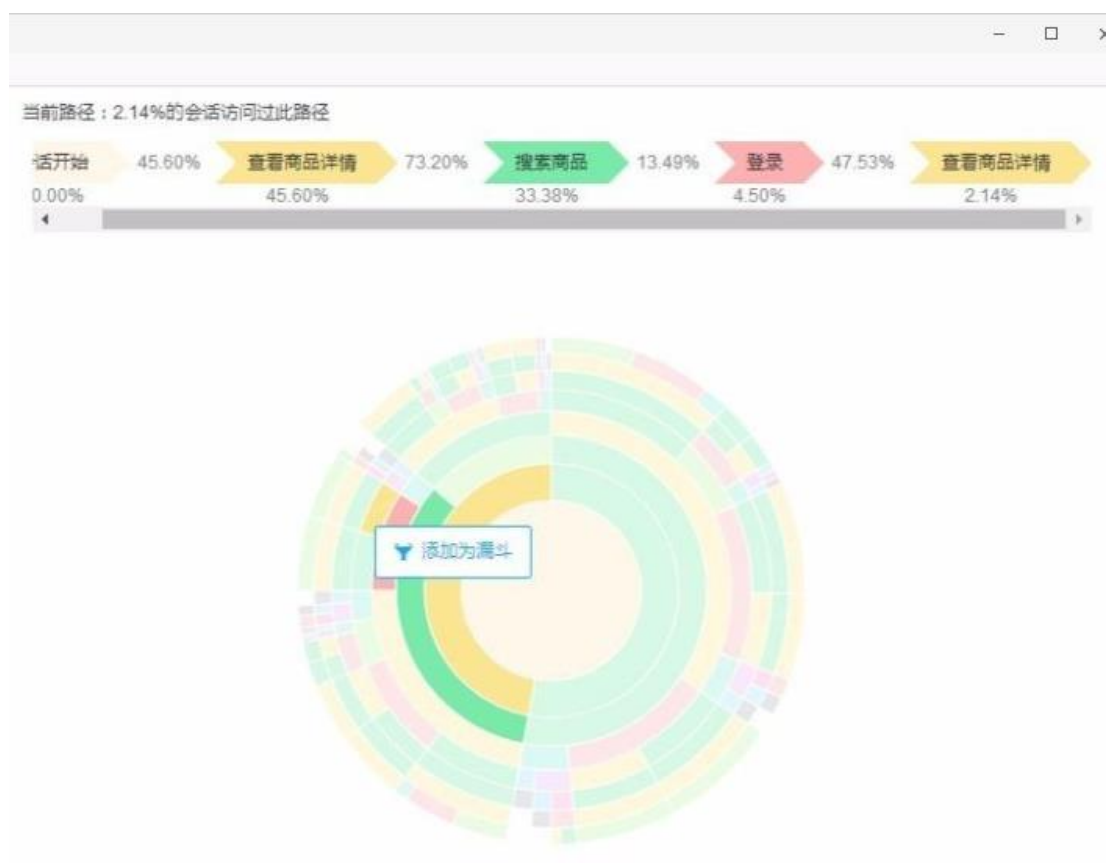 当前路径：2.14%的会话访问过此路径
话开始 45.60% 查看商品详情 73.20% 搜索商品 13.49% 登录 47.53% 查看商品详情
0.00% 45.60% 33.38% 4.50% 2.14%
添加为漏斗